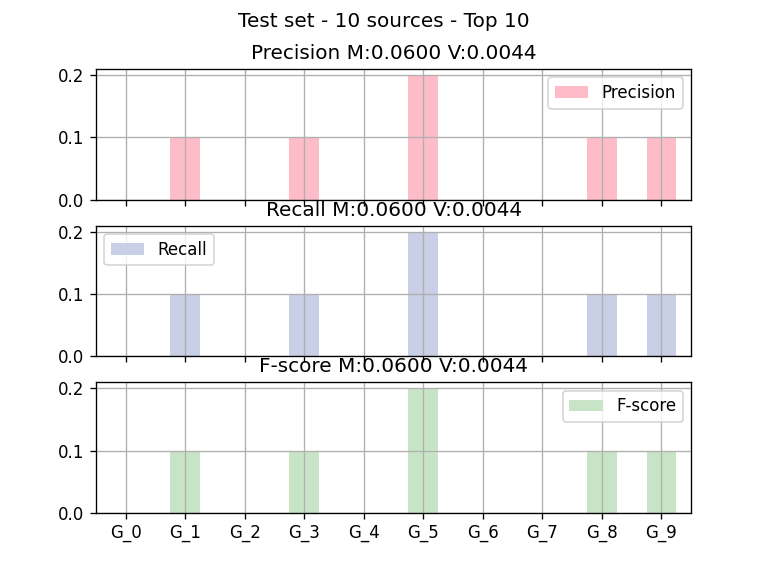 Test set - 10 sources - Top 10
Precision M:0.0600 V:0.0044
0.2
0.1
0.0
Precision
Recall M:0.0600 V:0.0044
0.2
0.1
0.0
Recall
F-score M:0.0600 V:0.0044
0.2
0.1
0.0
F-score
G_0 G_1 G_2 G_3 G_4 G_5 G_6 G_7 G_8 G_9